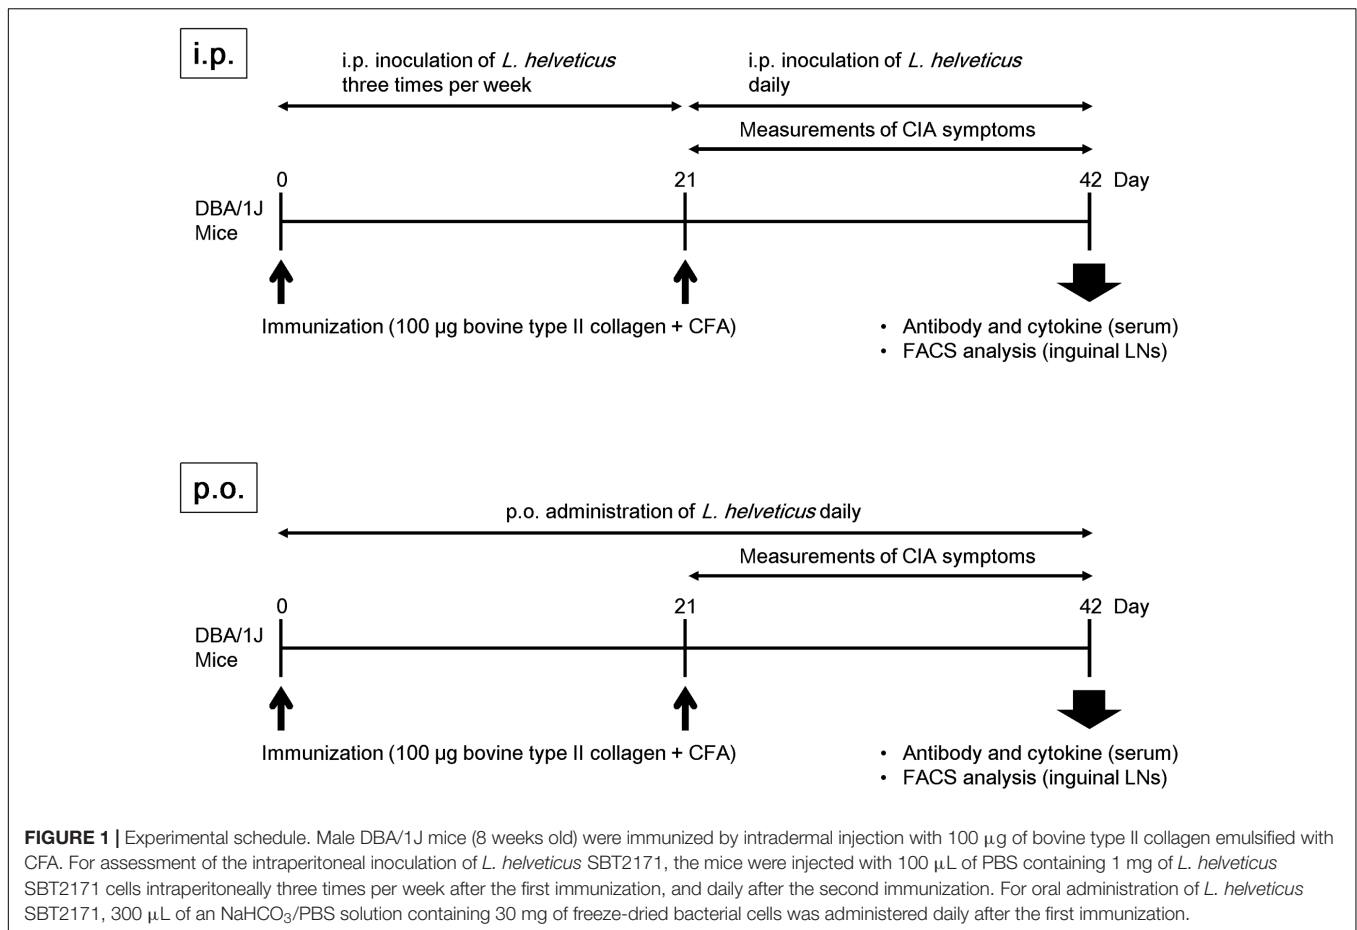 i.p.
i.p. inoculation of L. helveticus
three times per week
i.p. inoculation of L. helveticus
daily
Measurements of CIA symptoms
0
21
42 Day
DBA/1J
Mice
Immunization (100 μg bovine type II collagen + CFA)
• Antibody and cytokine (serum)
• FACS analysis (inguinal LNs)
p.o.
p.o. administration of L. helveticus daily
Measurements of CIA symptoms
0
21
42 Day
DBA/1J
Mice
Immunization (100 μg bovine type II collagen + CFA)
• Antibody and cytokine (serum)
• FACS analysis (inguinal LNs)
FIGURE 1 | Experimental schedule. Male DBA/1J mice (8 weeks old) were immunized by intradermal injection with 100 μg of bovine type II collagen emulsified with
CFA. For assessment of the intraperitoneal inoculation of L. helveticus SBT2171, the mice were injected with 100 μL of PBS containing 1 mg of L. helveticus
SBT2171 cells intraperitoneally three times per week after the first immunization, and daily after the second immunization. For oral administration of L. helveticus
SBT2171, 300 μL of an NaHCO₃/PBS solution containing 30 mg of freeze-dried bacterial cells was administered daily after the first immunization.